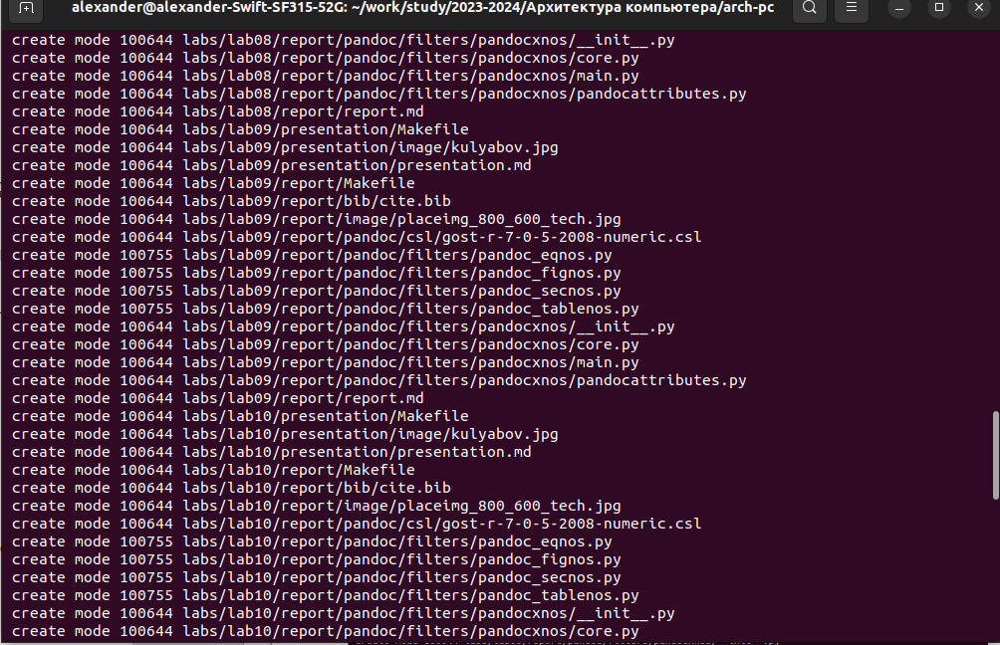 alexander@alexander-Swift-SF315-52G: ~/work/study/2023-2024/Архитектура компьютера/arch-pc
create mode 100644 labs/lab08/report/pandoc/filters/pandocxnos/__init__.py
create mode 100644 labs/lab08/report/pandoc/filters/pandocxnos/core.py
create mode 100644 labs/lab08/report/pandoc/filters/pandocxnos/main.py
create mode 100644 labs/lab08/report/pandoc/filters/pandocxnos/pandocattributes.py
create mode 100644 labs/lab08/report/report.md
create mode 100644 labs/lab09/presentation/Makefile
create mode 100644 labs/lab09/presentation/image/kulyabov.jpg
create mode 100644 labs/lab09/presentation/presentation.md
create mode 100644 labs/lab09/report/Makefile
create mode 100644 labs/lab09/report/bib/cite.bib
create mode 100644 labs/lab09/report/image/placeimg_800_600_tech.jpg
create mode 100644 labs/lab09/report/pandoc/csl/gost-r-7-0-5-2008-numeric.csl
create mode 100755 labs/lab09/report/pandoc/filters/pandoc_eqnos.py
create mode 100755 labs/lab09/report/pandoc/filters/pandoc_fignos.py
create mode 100755 labs/lab09/report/pandoc/filters/pandoc_secnos.py
create mode 100755 labs/lab09/report/pandoc/filters/pandoc_tablenos.py
create mode 100644 labs/lab09/report/pandoc/filters/pandocxnos/__init__.py
create mode 100644 labs/lab09/report/pandoc/filters/pandocxnos/core.py
create mode 100644 labs/lab09/report/pandoc/filters/pandocxnos/main.py
create mode 100644 labs/lab09/report/pandoc/filters/pandocxnos/pandocattributes.py
create mode 100644 labs/lab09/report/report.md
create mode 100644 labs/lab10/presentation/Makefile
create mode 100644 labs/lab10/presentation/image/kulyabov.jpg
create mode 100644 labs/lab10/presentation/presentation.md
create mode 100644 labs/lab10/report/Makefile
create mode 100644 labs/lab10/report/bib/cite.bib
create mode 100644 labs/lab10/report/image/placeimg_800_600_tech.jpg
create mode 100644 labs/lab10/report/pandoc/csl/gost-r-7-0-5-2008-numeric.csl
create mode 100755 labs/lab10/report/pandoc/filters/pandoc_eqnos.py
create mode 100755 labs/lab10/report/pandoc/filters/pandoc_fignos.py
create mode 100755 labs/lab10/report/pandoc/filters/pandoc_secnos.py
create mode 100755 labs/lab10/report/pandoc/filters/pandoc_tablenos.py
create mode 100644 labs/lab10/report/pandoc/filters/pandocxnos/__init__.py
create mode 100644 labs/lab10/report/pandoc/filters/pandocxnos/core.py